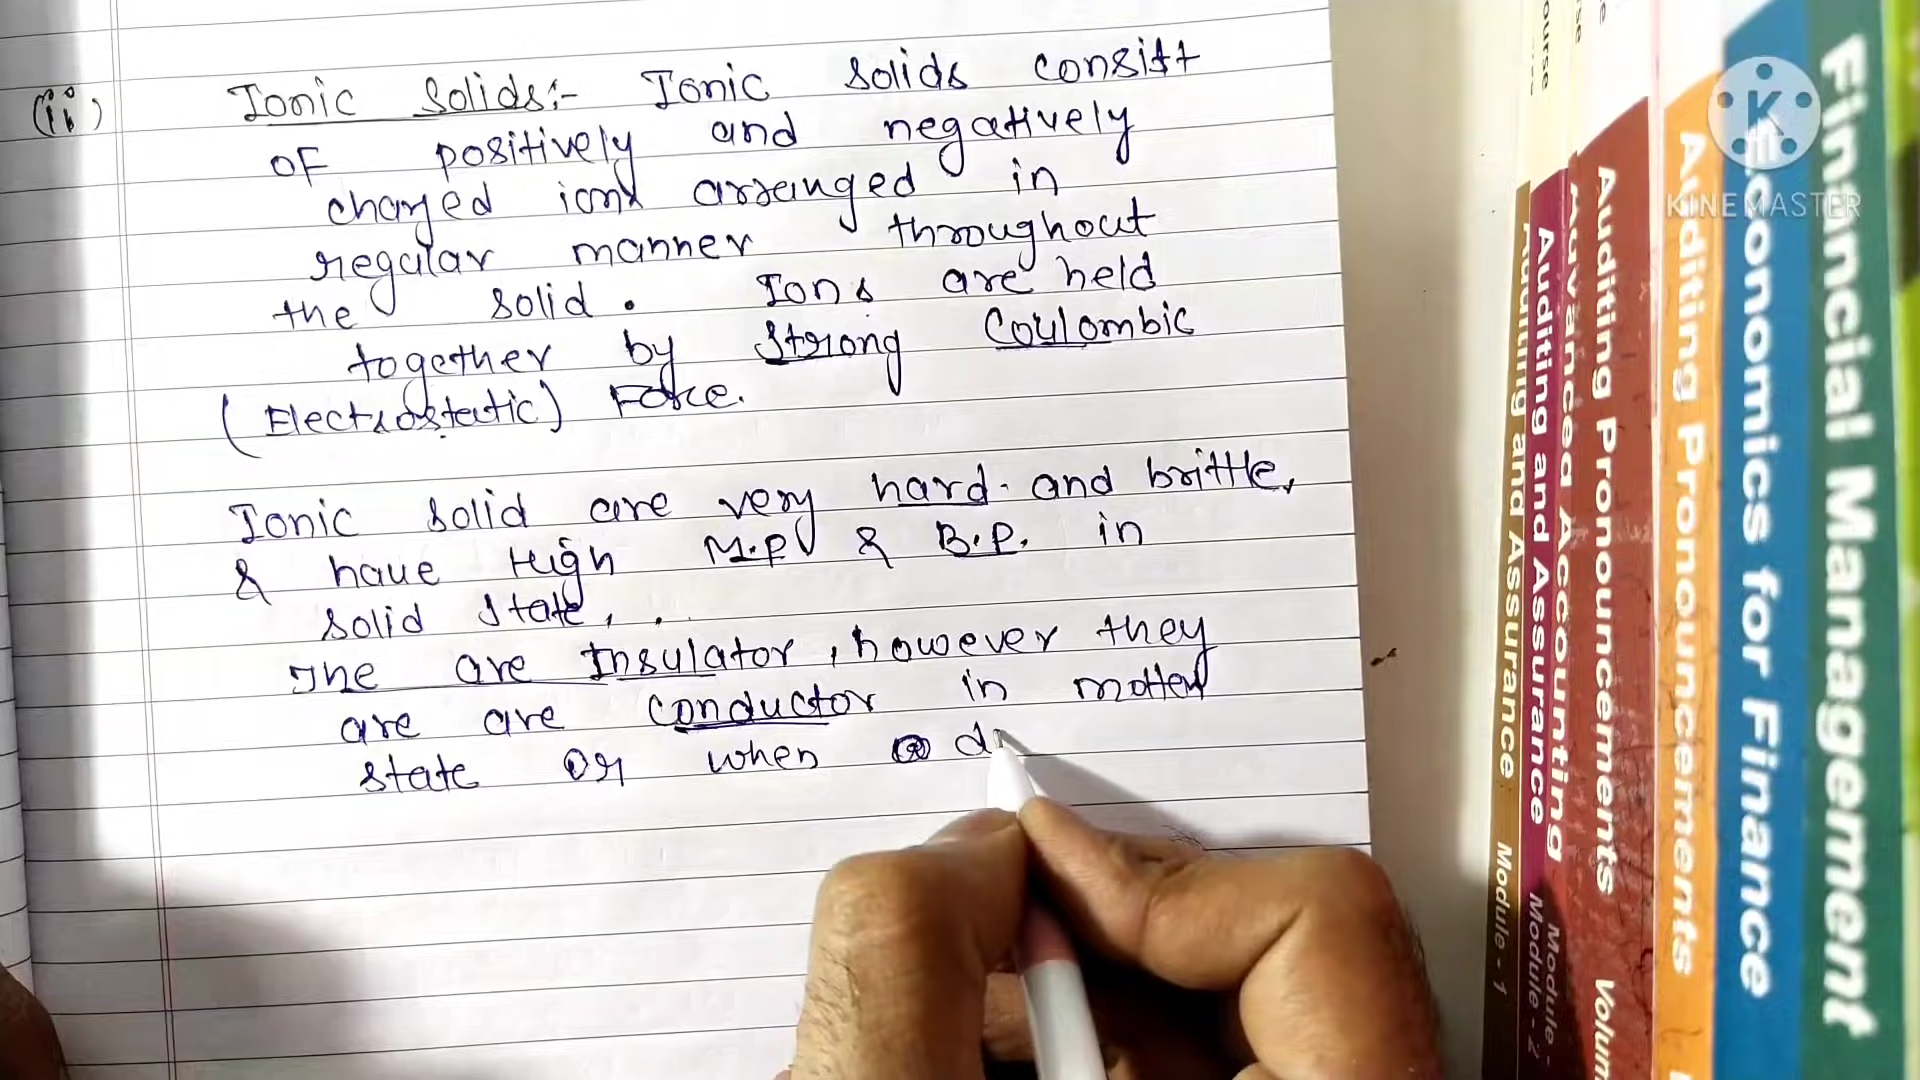 (ii) Ionic Solids:- Ionic solids consist
of positively and negatively
charged ions arranged in
regular manner throughout
the solid. Ions are held
together by strong Coulombic
(Electrostatic) Force.
Ionic solid are very hard and brittle,
& have High M.P & B.P. in
solid state,
The are Insulator, however they
are are conductor in molten
state or when
Auditing and Assurance Module - 1
Auditing and Assurance Module - 2
Advanced Accounting Module -
Auditing Pronouncements Volum
Auditing Pronouncements
Economics for Finance
Financial Management
K
KINEMASTER